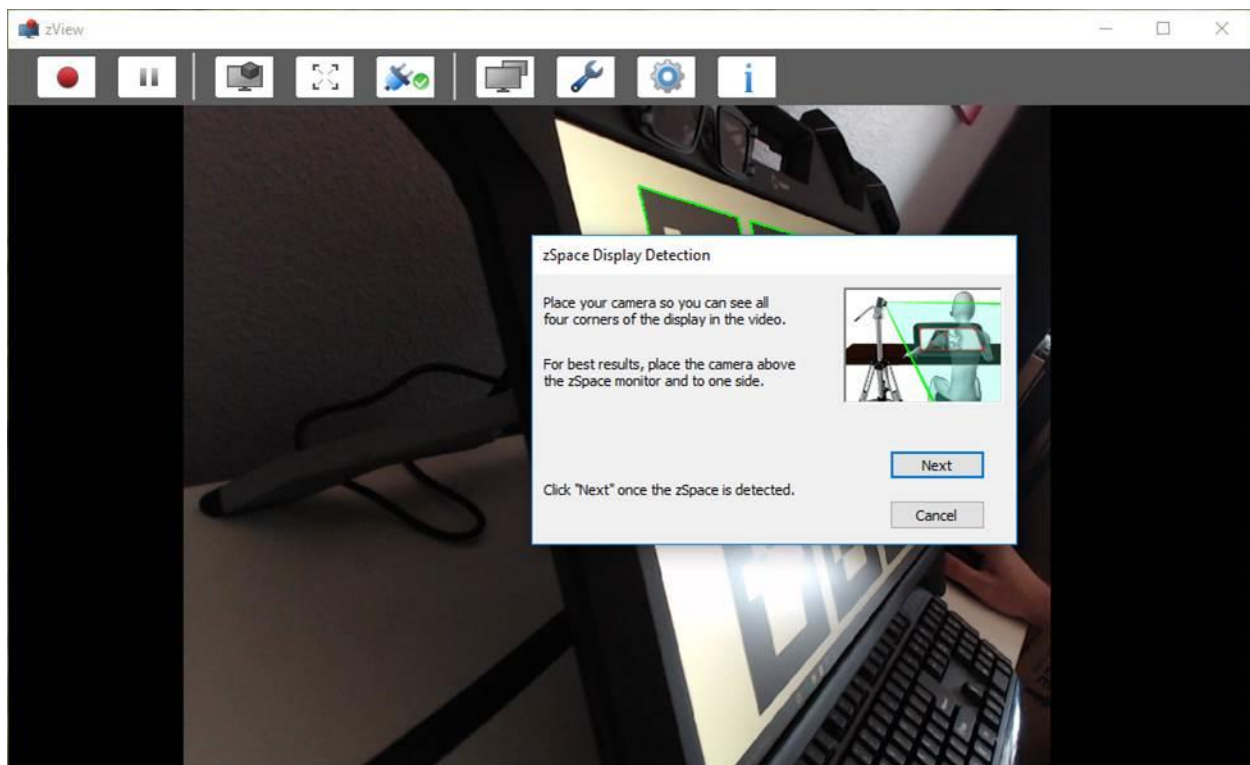 zView
zSpace Display Detection
Place your camera so you can see all
four corners of the display in the video.
For best results, place the camera above
the zSpace monitor and to one side.
Next
Click "Next" once the zSpace is detected.
Cancel